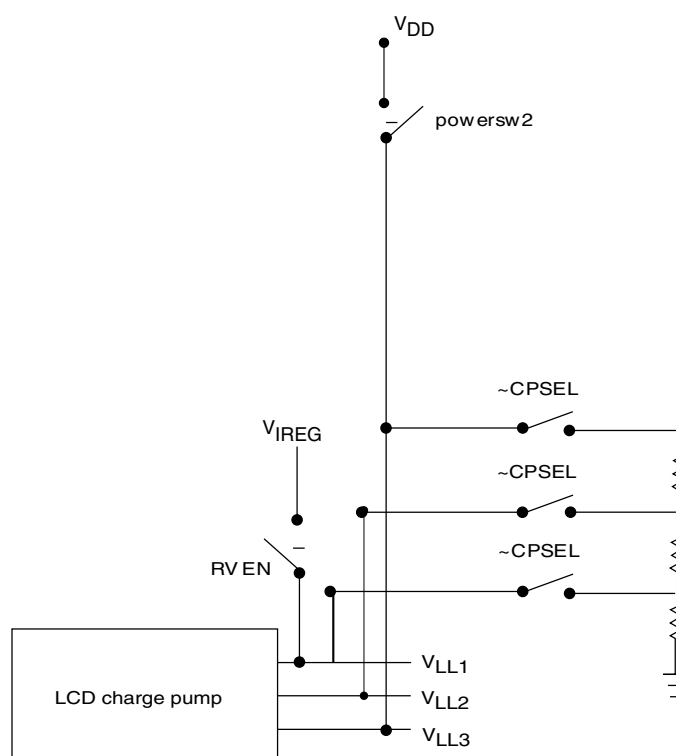 VDD
powersw2
~CPSEL
VIREG
~CPSEL
~CPSEL
RVEN
VLL1
LCD charge pump
VLL2
VLL3